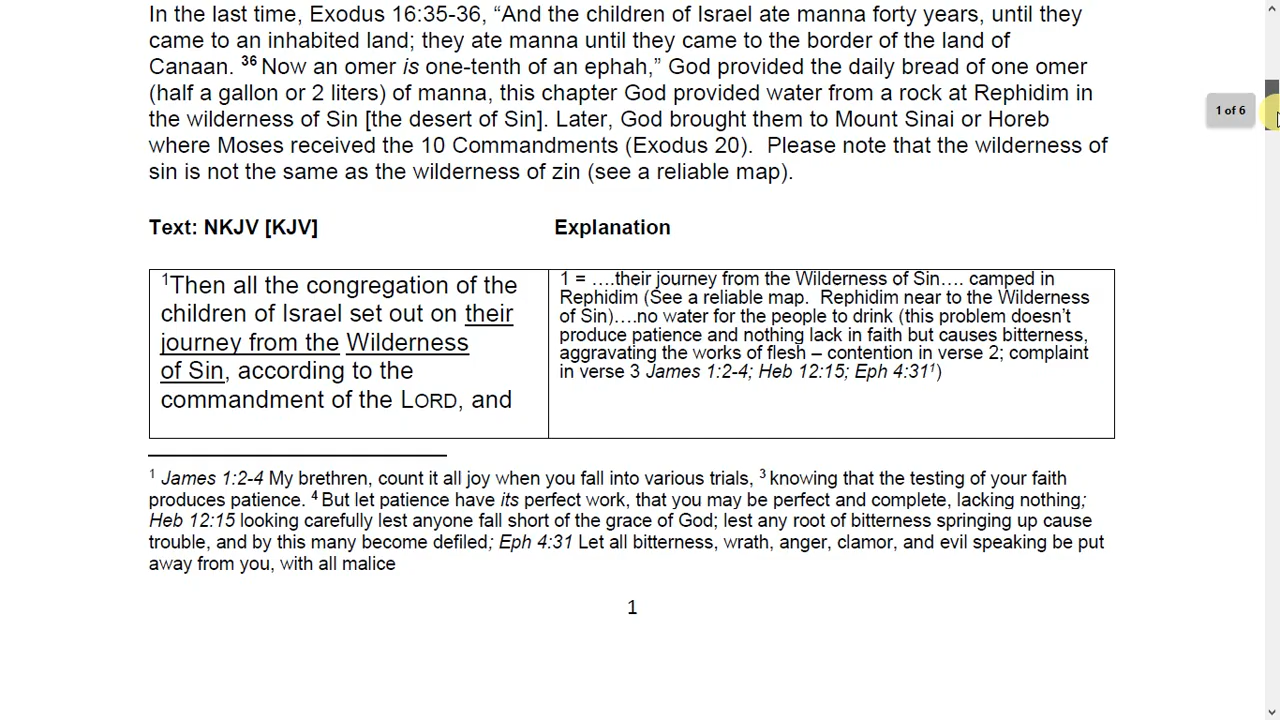 In the last time, Exodus 16:35-36, “And the children of Israel ate manna forty years, until they
came to an inhabited land; they ate manna until they came to the border of the land of
Canaan. 36 Now an omer is one-tenth of an ephah,” God provided the daily bread of one omer
(half a gallon or 2 liters) of manna, this chapter God provided water from a rock at Rephidim in
the wilderness of Sin [the desert of Sin]. Later, God brought them to Mount Sinai or Horeb
where Moses received the 10 Commandments (Exodus 20).  Please note that the wilderness of
sin is not the same as the wilderness of zin (see a reliable map).
1 of 6
Text: NKJV [KJV]
Explanation
1Then all the congregation of the
children of Israel set out on their
journey from the Wilderness
of Sin, according to the
commandment of the LORD, and
1 = ….their journey from the Wilderness of Sin…. camped in
Rephidim (See a reliable map.  Rephidim near to the Wilderness
of Sin)….no water for the people to drink (this problem doesn’t
produce patience and nothing lack in faith but causes bitterness,
aggravating the works of flesh – contention in verse 2; complaint
in verse 3 James 1:2-4; Heb 12:15; Eph 4:311)
1 James 1:2-4 My brethren, count it all joy when you fall into various trials, 3 knowing that the testing of your faith
produces patience. 4 But let patience have its perfect work, that you may be perfect and complete, lacking nothing;
Heb 12:15 looking carefully lest anyone fall short of the grace of God; lest any root of bitterness springing up cause
trouble, and by this many become defiled; Eph 4:31 Let all bitterness, wrath, anger, clamor, and evil speaking be put
away from you, with all malice
1